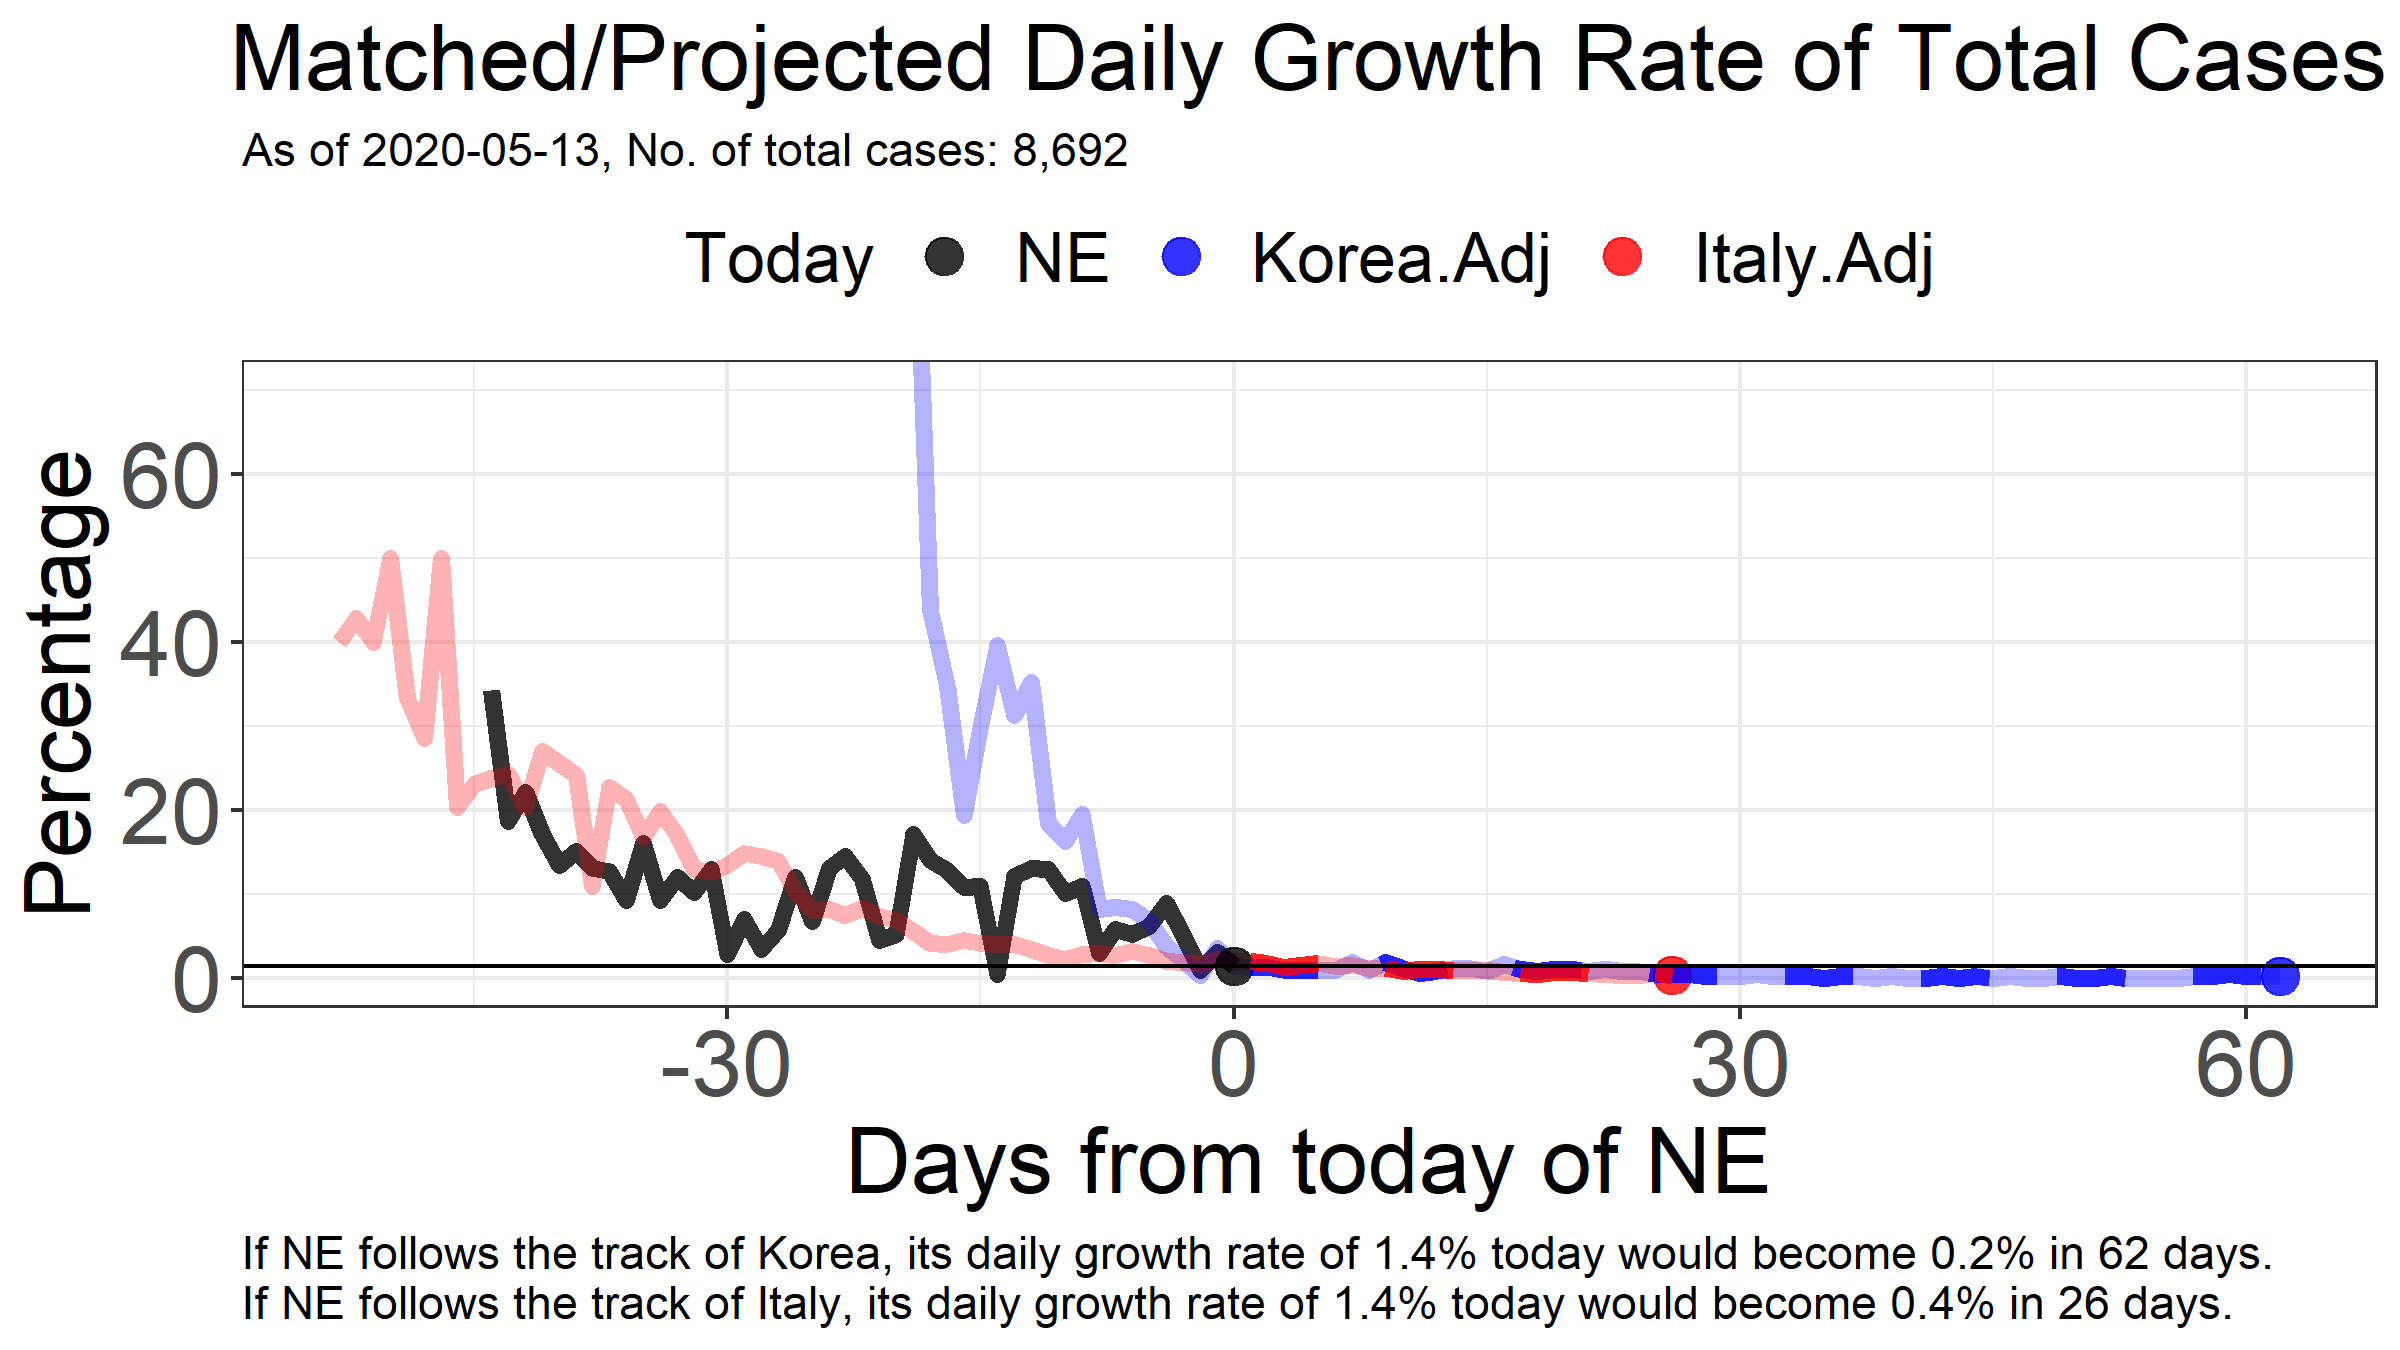 Matched/Projected Daily Growth Rate of Total Cases
As of 2020-05-13, No. of total cases: 8,692
Today NE Korea.Adj Italy.Adj
Percentage
60
40
20
0
-30 0 30 60
Days from today of NE
If NE follows the track of Korea, its daily growth rate of 1.4% today would become 0.2% in 62 days.
If NE follows the track of Italy, its daily growth rate of 1.4% today would become 0.4% in 26 days.